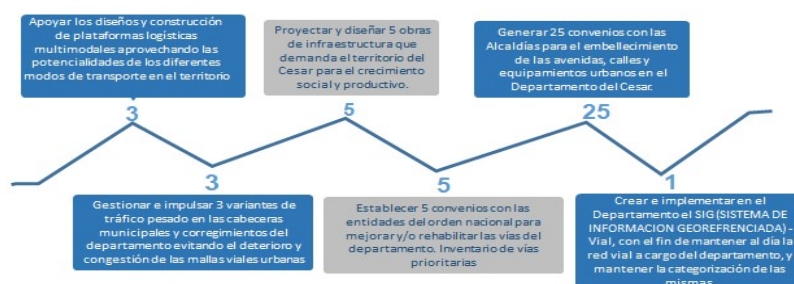 Apoyar los diseños y construcción
de plataformas logísticas
multimodales aprovechando las
potencialidades de los diferentes
modos de transporte en el territorio
3
Gestionar e impulsar 3 variantes de
tráfico pesado en las cabeceras
municipales y corregimientos del
departamento evitando el deterioro y
congestión de las mallas viales urbanas
3
Proyectar y diseñar 5 obras
de infraestructura que
demanda el territorio del
Cesar para el crecimiento
social y productivo.
5
Establecer 5 convenios con las
entidades del orden nacional para
mejorar y/o rehabilitar las vías del
departamento. Inventario de vías
prioritarias
5
Generar 25 convenios con las
Alcaldías para el embellecimiento
de las avenidas, calles y
equipamientos urbanos en el
Departamento del Cesar.
25
Crear e implementar en el
Departamento el SIG (SISTEMA DE
INFORMACION GEOREFRENCIADA) -
Vial, con el fin de mantener al día la
red vial a cargo del departamento, y
mantener la categorización de las
mismas
1